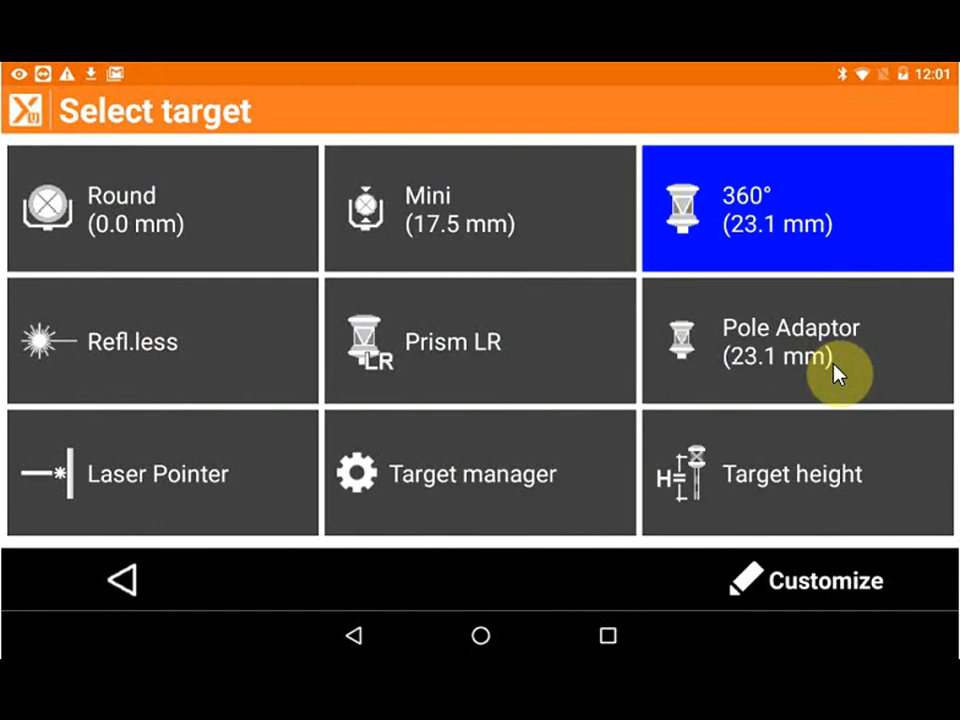 12:01
Select target
Round
(0.0 mm)
Mini
(17.5 mm)
360°
(23.1 mm)
Refl.less
LR
Prism LR
Pole Adaptor
(23.1 mm)
Laser Pointer
Target manager
H=
Target height
Customize